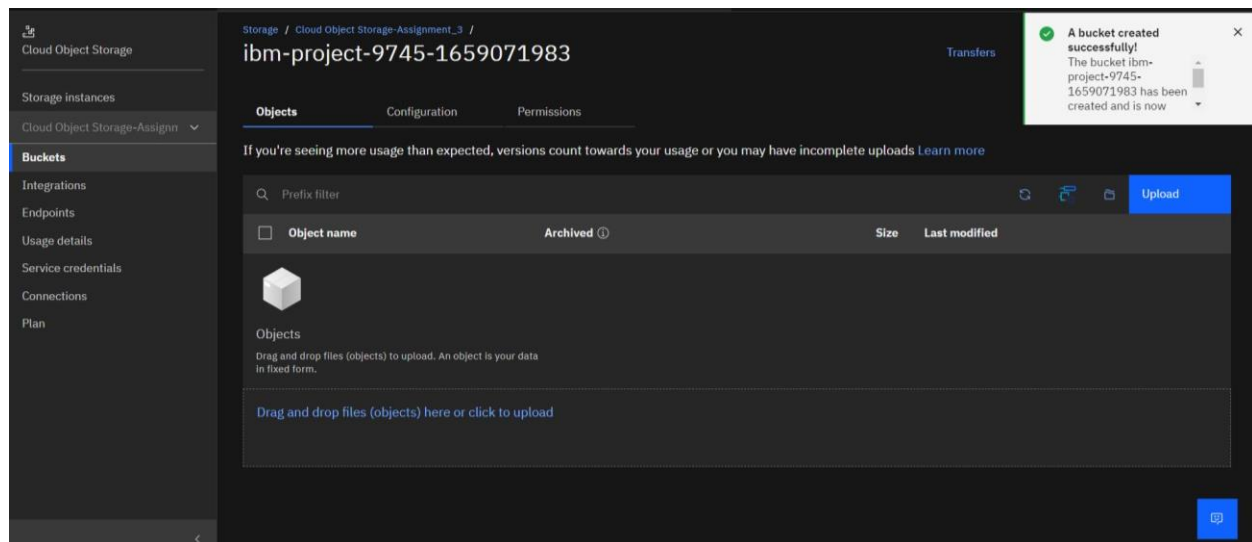 Cloud Object Storage
Storage instances
Cloud Object Storage-Assignn
Buckets
Integrations
Endpoints
Usage details
Service credentials
Connections
Plan
Storage / Cloud Object Storage-Assignment_3 /
ibm-project-9745-1659071983
Transfers
A bucket created
successfully!
The bucket ibm-
project-9745-
1659071983 has been
created and is now
Objects Configuration Permissions
If you're seeing more usage than expected, versions count towards your usage or you may have incomplete uploads Learn more
Prefix filter
Upload
Object name Archived Size Last modified
Objects
Drag and drop files (objects) to upload. An object is your data
in fixed form.
Drag and drop files (objects) here or click to upload